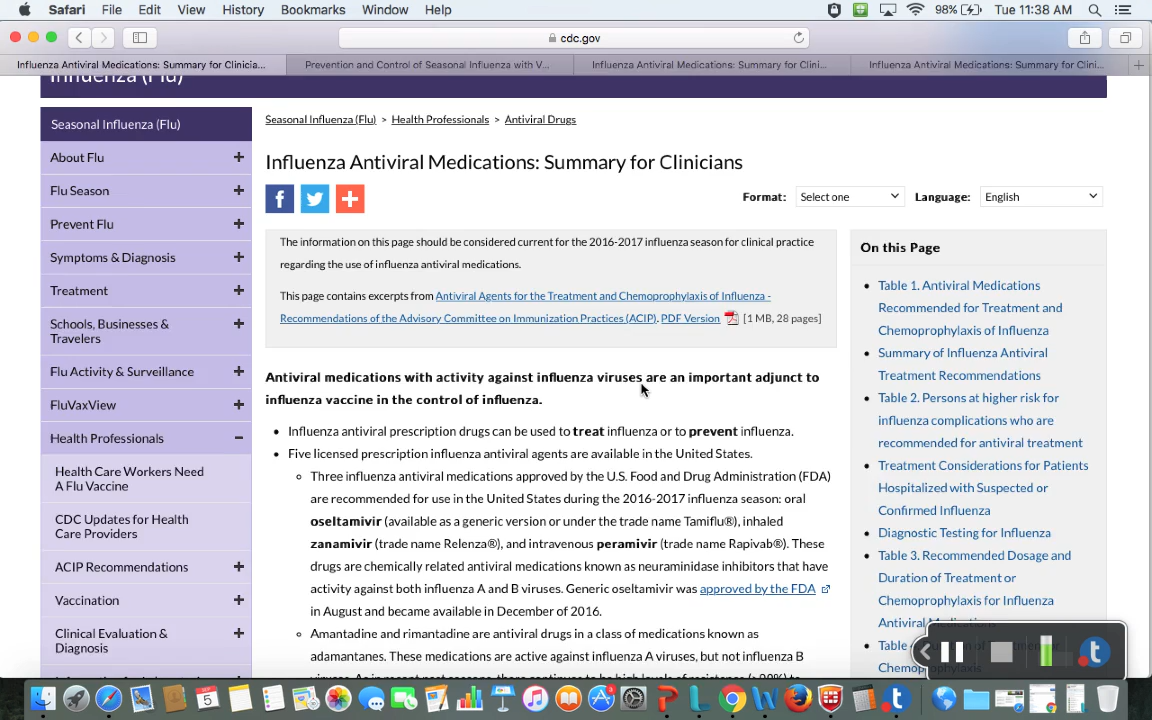 Safari File Edit View History Bookmarks Window Help 98% Tue 11:38 AM
cdc.gov
Influenza Antiviral Medications: Summary for Clinicia... Prevention and Control of Seasonal Influenza with V... Influenza Antiviral Medications: Summary for Clini... Influenza Antiviral Medications: Summary for Clini...
Influenza (Flu)
Seasonal Influenza (Flu)
About Flu
Flu Season
Prevent Flu
Symptoms & Diagnosis
Treatment
Schools, Businesses &
Travelers
Flu Activity & Surveillance
FluVaxView
Health Professionals
Health Care Workers Need
A Flu Vaccine
CDC Updates for Health
Care Providers
ACIP Recommendations
Vaccination
Clinical Evaluation &
Diagnosis
Seasonal Influenza (Flu) > Health Professionals > Antiviral Drugs
Influenza Antiviral Medications: Summary for Clinicians
Format: Select one Language: English
The information on this page should be considered current for the 2016-2017 influenza season for clinical practice
regarding the use of influenza antiviral medications.
This page contains excerpts from Antiviral Agents for the Treatment and Chemoprophylaxis of Influenza -
Recommendations of the Advisory Committee on Immunization Practices (ACIP). PDF Version [1 MB, 28 pages]
Antiviral medications with activity against influenza viruses are an important adjunct to
influenza vaccine in the control of influenza.
• Influenza antiviral prescription drugs can be used to treat influenza or to prevent influenza.
• Five licensed prescription influenza antiviral agents are available in the United States.
Three influenza antiviral medications approved by the U.S. Food and Drug Administration (FDA)
are recommended for use in the United States during the 2016-2017 influenza season: oral
oseltamivir (available as a generic version or under the trade name Tamiflu®), inhaled
zanamivir (trade name Relenza®), and intravenous peramivir (trade name Rapivab®). These
drugs are chemically related antiviral medications known as neuraminidase inhibitors that have
activity against both influenza A and B viruses. Generic oseltamivir was approved by the FDA
in August and became available in December of 2016.
Amantadine and rimantadine are antiviral drugs in a class of medications known as
adamantanes. These medications are active against influenza A viruses, but not influenza B
On this Page
• Table 1. Antiviral Medications
Recommended for Treatment and
Chemoprophylaxis of Influenza
• Summary of Influenza Antiviral
Treatment Recommendations
• Table 2. Persons at higher risk for
influenza complications who are
recommended for antiviral treatment
• Treatment Considerations for Patients
Hospitalized with Suspected or
Confirmed Influenza
• Diagnostic Testing for Influenza
• Table 3. Recommended Dosage and
Duration of Treatment or
Chemoprophylaxis for Influenza
Antiviral Medications
• Table